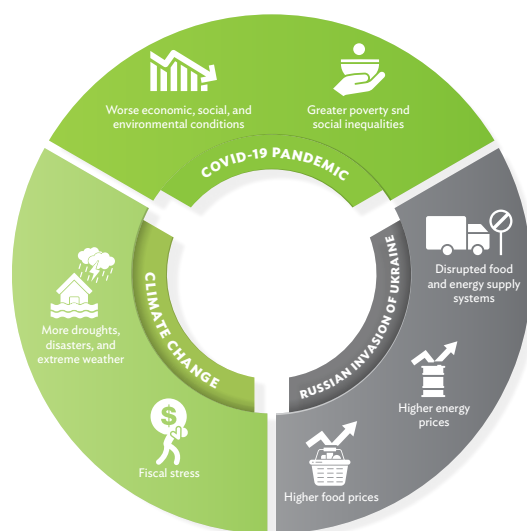 Worse economic, social, and
environmental conditions
Greater poverty snd
social inequalities
COVID-19 PANDEMIC
Disrupted food
and energy supply
systems
Higher energy
prices
Higher food prices
RUSSIAN INVASION OF UKRAINE
CLIMATE CHANGE
More droughts,
disasters, and
extreme weather
$
Fiscal stress